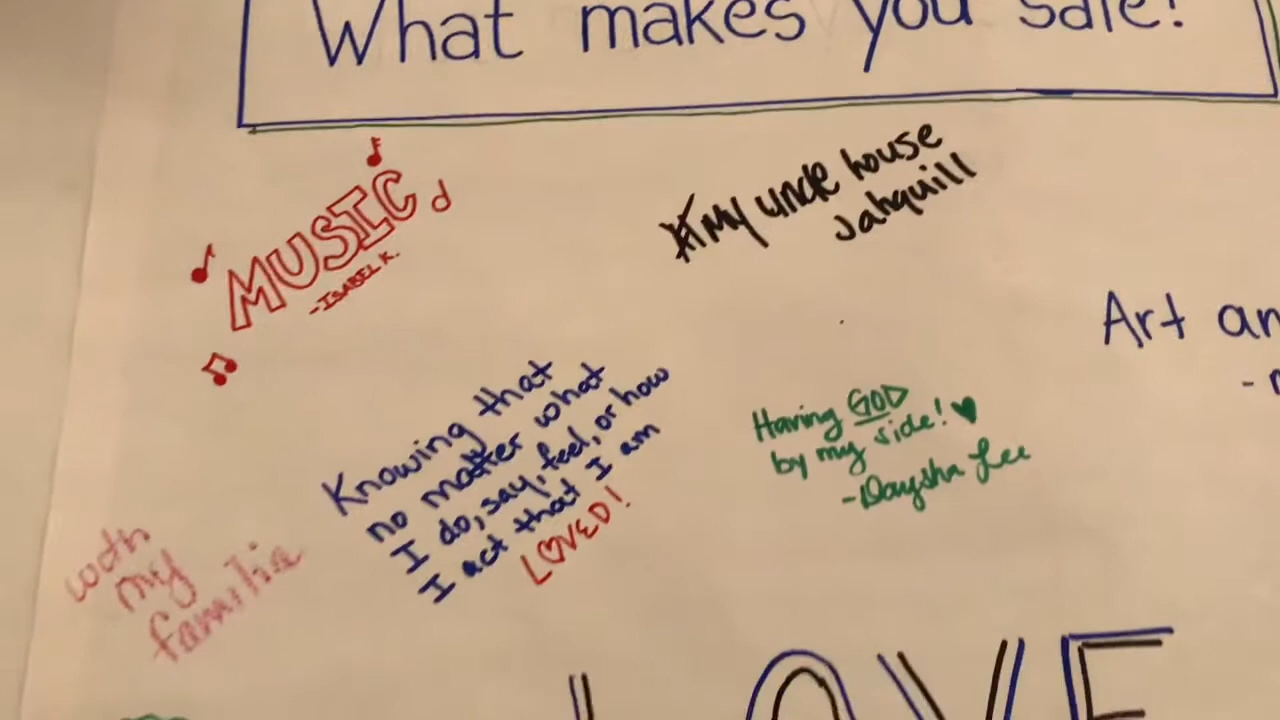 What makes you safe?
MUSIC
-ISABEL K.
My uncle house
Jahquill
Art an
Knowing that
no matter what
I do, say, feel, or how
I act that I am
LOVED!
Having GOD
by my side! ♥
-Daysha Lee
with
my
familia
LOVE